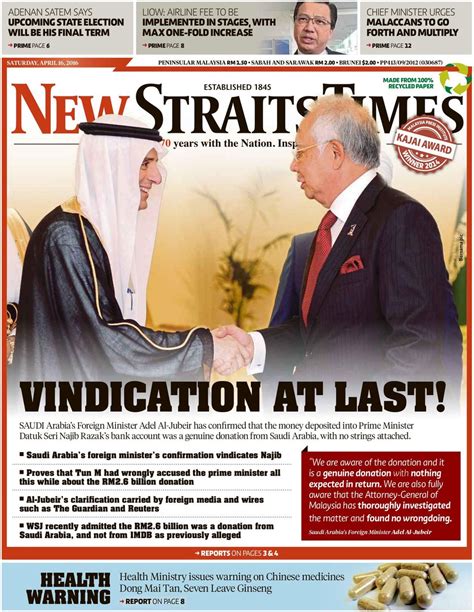 ADENAN SATEM SAYS
UPCOMING STATE ELECTION
WILL BE HIS FINAL TERM
> PRIME PAGE 6
LIOW: AIRLINE FEE TO BE
IMPLEMENTED IN STAGES, WITH
MAX ONE-FOLD INCREASE
> PRIME PAGE 8
CHIEF MINISTER URGES
MALACCANS TO GO
FORTH AND MULTIPLY
> PRIME PAGE 12
SATURDAY, APRIL 16, 2016
PENINSULAR MALAYSIA RM 2.50 • SABAH AND SARAWAK RM 2.00 • BRUNEI $2.00 • PP413/09/2012 (030687)
ESTABLISHED 1845
MADE FROM 100%
RECYCLED PAPER
NEW STRAITS TIMES
170 years with the Nation. Insp
MALAYSIA PRESS INSTITUTE
KAJAI AWARD
WINNER 2014
VINDICATION AT LAST!
SAUDI Arabia's Foreign Minister Adel Al-Jubeir has confirmed that the money deposited into Prime Minister
Datuk Seri Najib Razak's bank account was a genuine donation from Saudi Arabia, with no strings attached.
■ Saudi Arabia's foreign minister's confirmation vindicates Najib
■ Proves that Tun M had wrongly accused the prime minister all
this while about the RM2.6 billion donation
■ Al-Jubeir's clarification carried by foreign media and wires
such as The Guardian and Reuters
■ WSJ recently admitted the RM2.6 billion was a donation from
Saudi Arabia, and not from 1MDB as previously alleged
"We are aware of the donation and it
is a genuine donation with nothing
expected in return. We are also fully
aware that the Attorney-General of
Malaysia has thoroughly investigated
the matter and found no wrongdoing.
Saudi Arabia's Foreign Minister Adel Al-Jubeir
> REPORTS ON PAGES 3 & 4
HEALTH
WARNING
Health Ministry issues warning on Chinese medicines
Dong Mai Tan, Seven Leave Ginseng
> REPORT ON PAGE 8